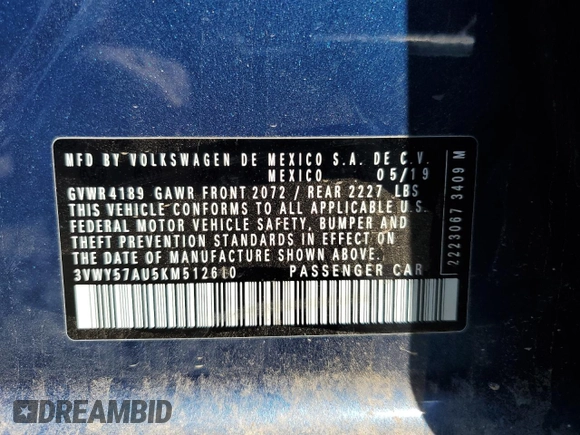 MFD BY VOLKSWAGEN DE MEXICO S.A. DE C.V.
MEXICO 05/19
GVWR4189 GAWR FRONT 2072 / REAR 2227 LBS
THIS VEHICLE CONFORMS TO ALL APPLICABLE U.S.
FEDERAL MOTOR VEHICLE SAFETY, BUMPER AND
THEFT PREVENTION STANDARDS IN EFFECT ON
THE DATE OF MANUFACTURE SHOWN ABOVE.
3VWY57AU5KM512610 PASSENGER CAR
2223067 3409 M
DREAMBID